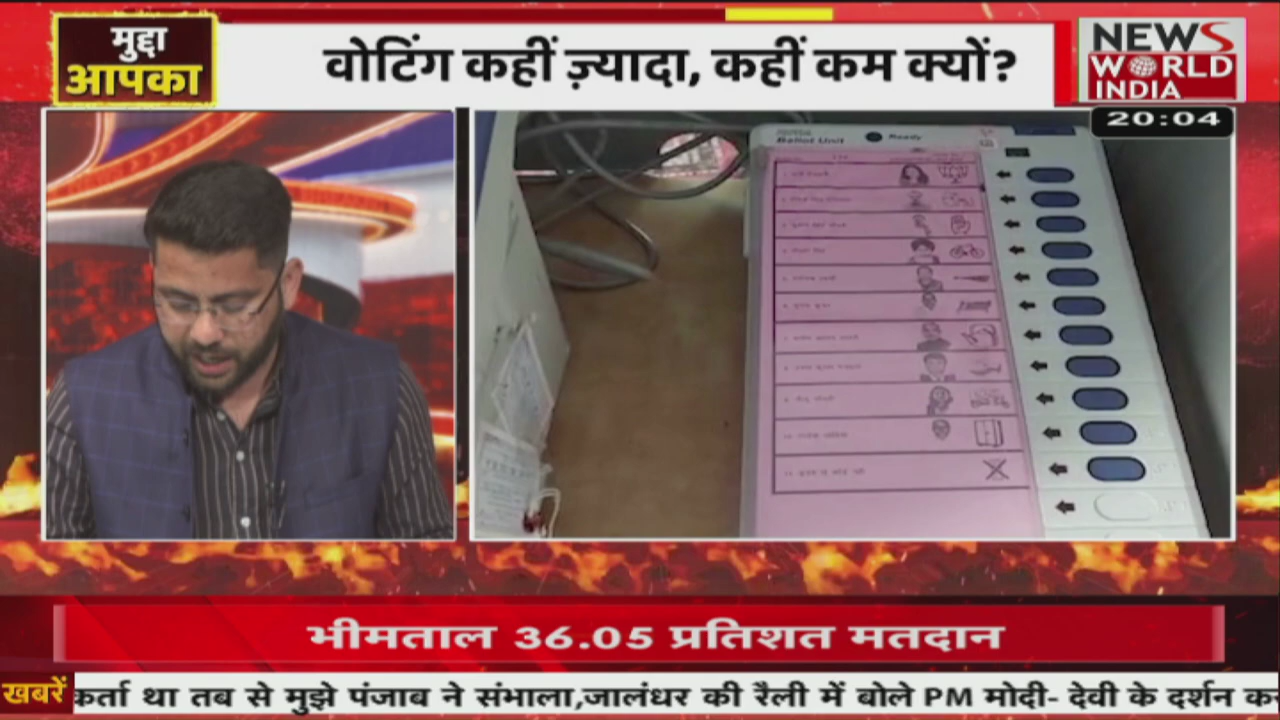 मुद्दा
आपका
वोटिंग कहीं ज़्यादा, कहीं कम क्यों?
NEWS
WORLD
INDIA
20:04
Ballot Unit
Ready
भीमताल 36.05 प्रतिशत मतदान
खबरें
कर्ता था तब से मुझे पंजाब ने संभाला,जालंधर की रैली में बोले PM मोदी- देवी के दर्शन कर